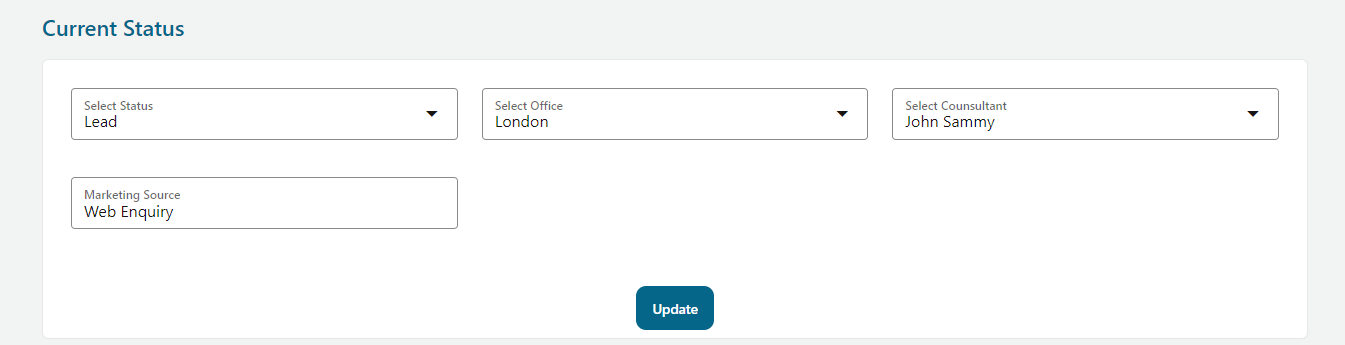 Current Status
Select Status
Lead
Select Office
London
Select Counsultant
John Sammy
Marketing Source
Web Enquiry
Update